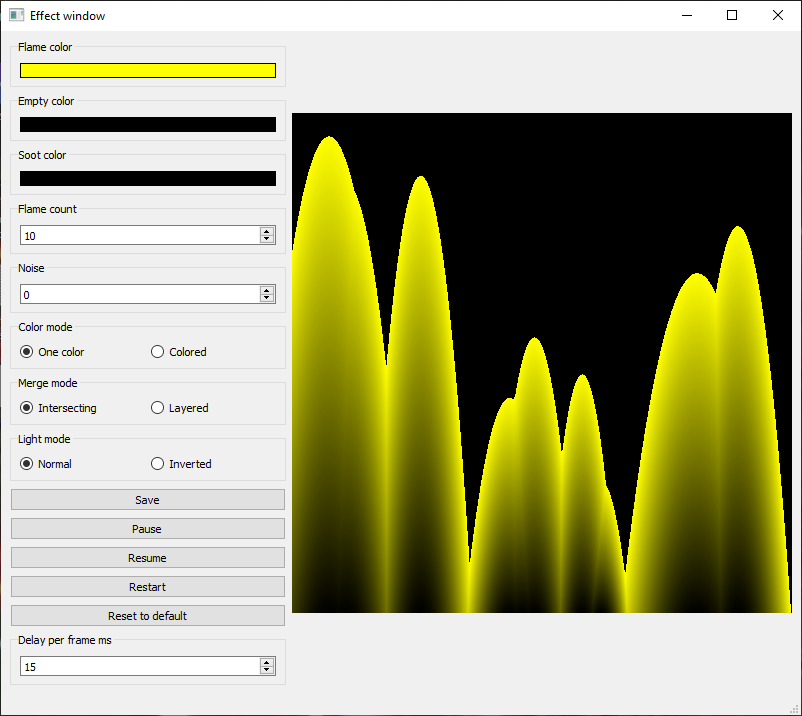 Effect window
Flame color
Empty color
Soot color
Flame count
10
Noise
0
Color mode
One color Colored
Merge mode
Intersecting Layered
Light mode
Normal Inverted
Save
Pause
Resume
Restart
Reset to default
Delay per frame ms
15